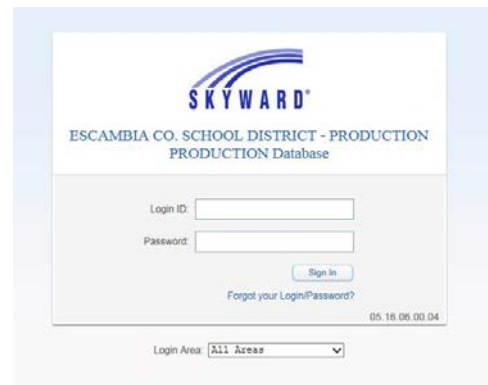 SKYWARD®
ESCAMBIA CO. SCHOOL DISTRICT - PRODUCTION
PRODUCTION Database
Login ID:
Password:
Sign In
Forgot your Login/Password?
05.16.06.00.04
Login Area: All Areas